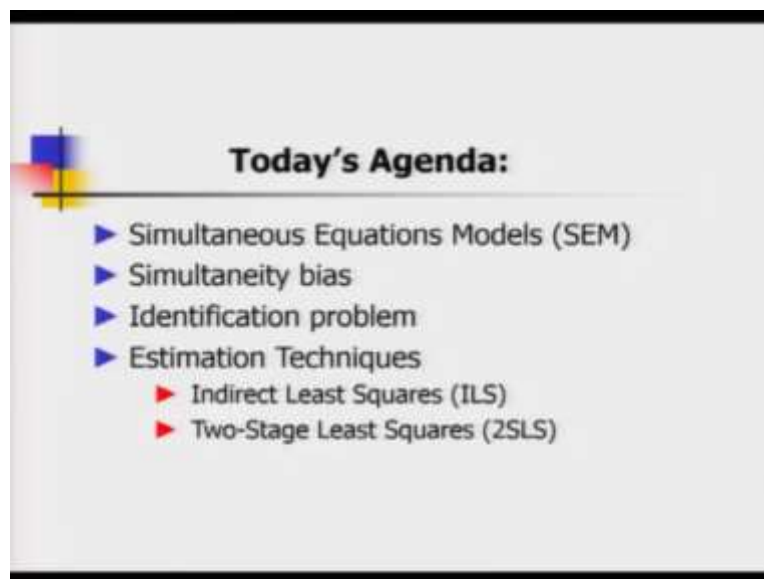 Today's Agenda:
Simultaneous Equations Models (SEM)
Simultaneity bias
Identification problem
Estimation Techniques
Indirect Least Squares (ILS)
Two-Stage Least Squares (2SLS)